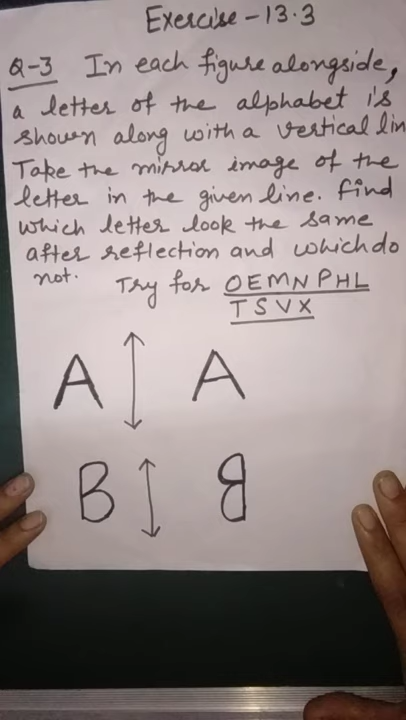 Exercise - 13.3
Q-3 In each figure alongside,
a letter of the alphabet is
shown along with a vertical lin
Take the mirror image of the
letter in the given line. Find
which letter look the same
after reflection and which do
not. Try for OEMNPHL
TSVX
A A
B